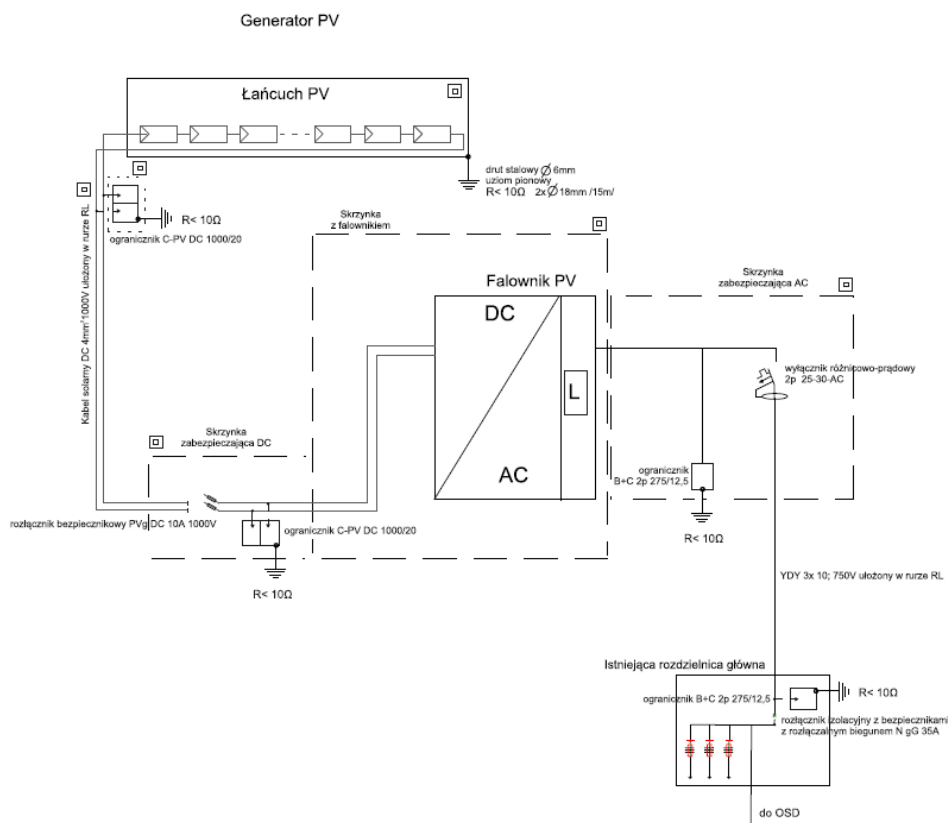 Generator PV
Łańcuch PV
drut stalowy Ø 6mm
uziom pionowy
R< 10Ω 2x Ø 18mm /15m/
R< 10Ω
ogranicznik C-PV DC 1000/20
Kabel solarny DC 4mm² 1000V ułożony w rurze RL
Skrzynka
z falownikiem
Falownik PV
DC
AC
L
Skrzynka
zabezpieczająca AC
wyłącznik różnicowo-prądowy
2p 25-30-AC
ogranicznik
B+C 2p 275/12,5
R< 10Ω
Skrzynka
zabezpieczająca DC
rozłącznik bezpiecznikowy PVg DC 10A 1000V
ogranicznik C-PV DC 1000/20
R< 10Ω
YDY 3x 10; 750V ułożony w rurze RL
Istniejąca rozdzielnica główna
ogranicznik B+C 2p 275/12,5
R< 10Ω
rozłącznik izolacyjny z bezpiecznikami
z rozłączalnym biegunem N gG 35A
do OSD